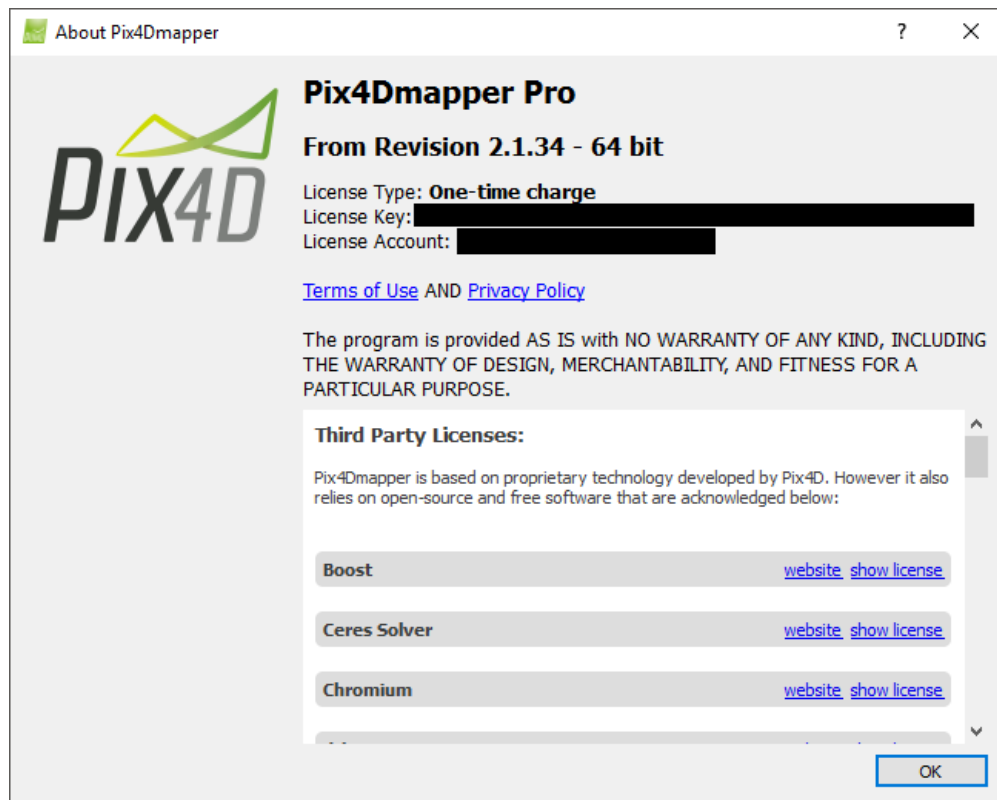 About Pix4Dmapper
?
PIX4D
Pix4Dmapper Pro
From Revision 2.1.34 - 64 bit
License Type: One-time charge
License Key:
License Account:
Terms of Use AND Privacy Policy
The program is provided AS IS with NO WARRANTY OF ANY KIND, INCLUDING
THE WARRANTY OF DESIGN, MERCHANTABILITY, AND FITNESS FOR A
PARTICULAR PURPOSE.
Third Party Licenses:
Pix4Dmapper is based on proprietary technology developed by Pix4D. However it also
relies on open-source and free software that are acknowledged below:
Boost website show license
Ceres Solver website show license
Chromium website show license
OK